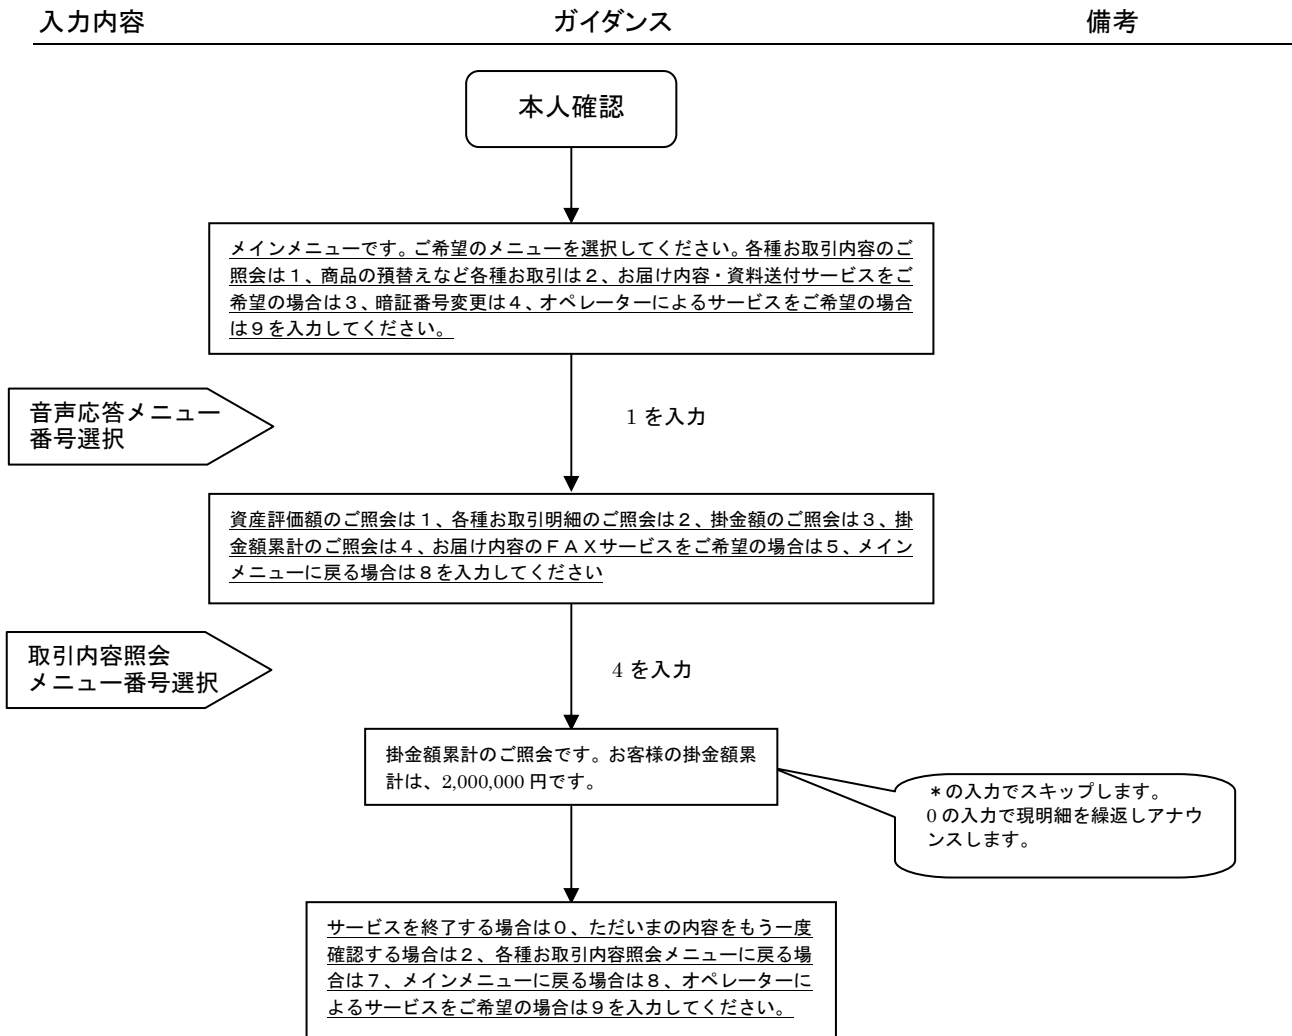 入力内容 ガイダンス 備考
本人確認
メインメニューです。ご希望のメニューを選択してください。各種お取引内容のご
照会は１、商品の預替えなど各種お取引は２、お届け内容・資料送付サービスをご
希望の場合は３、暗証番号変更は４、オペレーターによるサービスをご希望の場合
は９を入力してください。
音声応答メニュー
番号選択
1 を入力
資産評価額のご照会は１、各種お取引明細のご照会は２、掛金額のご照会は３、掛
金額累計のご照会は４、お届け内容のＦＡＸサービスをご希望の場合は５、メイン
メニューに戻る場合は８を入力してください
取引内容照会
メニュー番号選択
4 を入力
掛金額累計のご照会です。お客様の掛金額累
計は、2,000,000 円です。
＊の入力でスキップします。
0 の入力で現明細を繰返しアナウ
ンスします。
サービスを終了する場合は０、ただいまの内容をもう一度
確認する場合は２、各種お取引内容照会メニューに戻る場
合は７、メインメニューに戻る場合は８、オペレーターに
よるサービスをご希望の場合は９を入力してください。